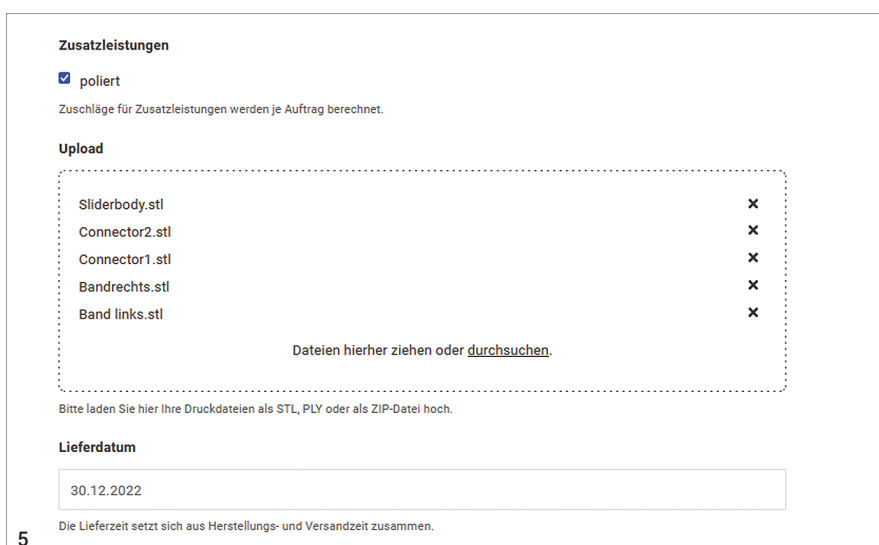 Zusatzleistungen
poliert
Zuschläge für Zusatzleistungen werden je Auftrag berechnet.
Upload
Sliderbody.stl
Connector2.stl
Connector1.stl
Bandrechts.stl
Band links.stl
Dateien hierher ziehen oder durchsuchen.
Bitte laden Sie hier Ihre Druckdateien als STL, PLY oder als ZIP-Datei hoch.
Lieferdatum
30.12.2022
Die Lieferzeit setzt sich aus Herstellungs- und Versandzeit zusammen.
5